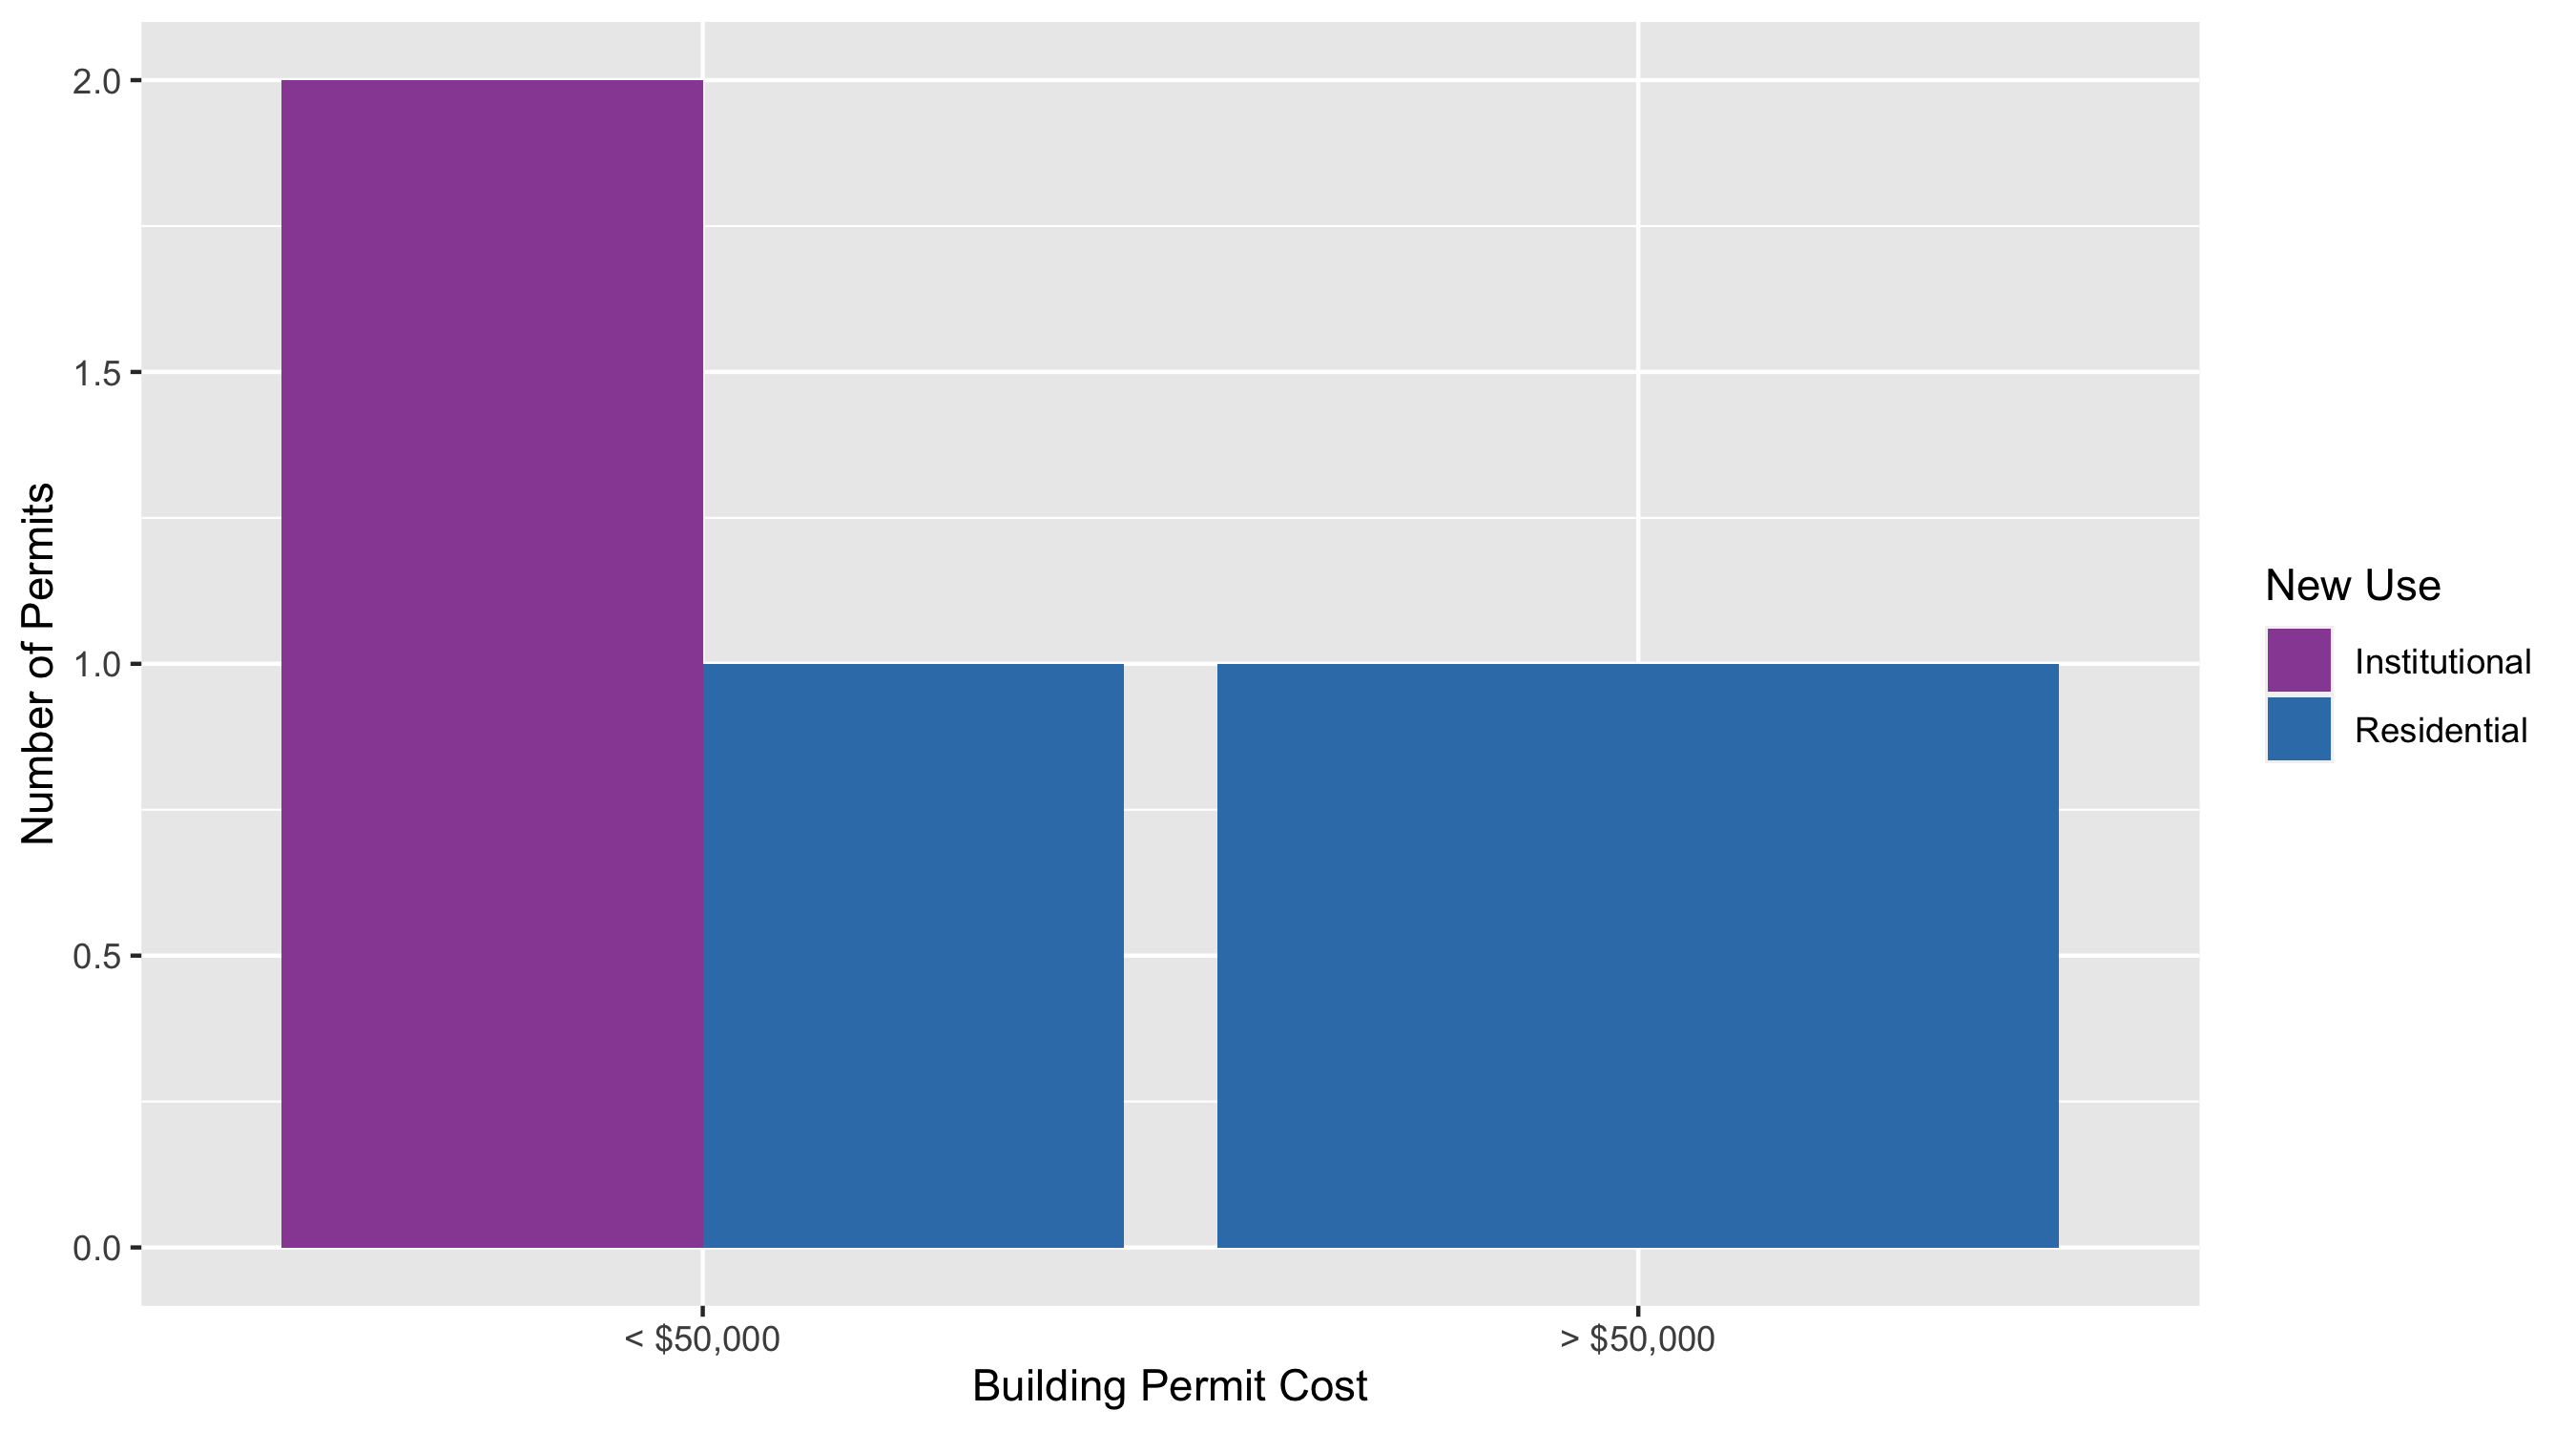 2.0
1.5
1.0
0.5
0.0
Number of Permits
< $50,000
> $50,000
Building Permit Cost
New Use
Institutional
Residential